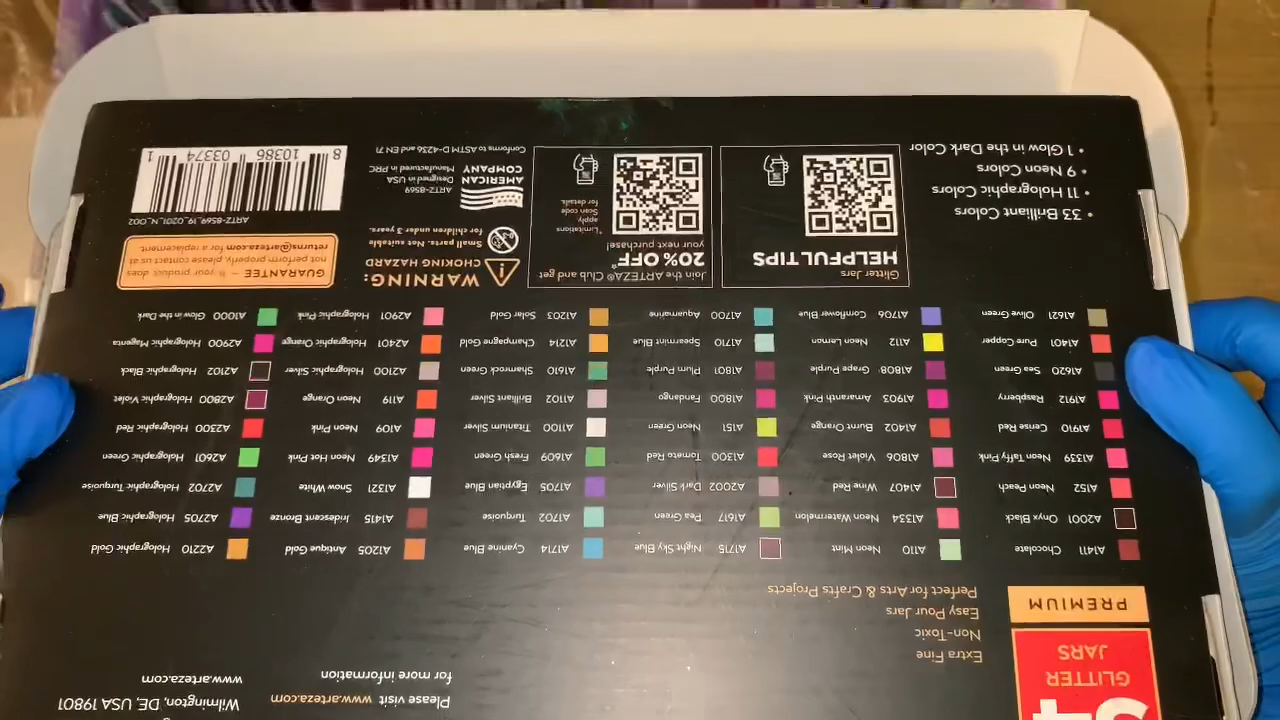 54
GLITTER
JARS
PREMIUM
Extra Fine
Non-Toxic
Easy Pour Jars
Perfect for Arts & Crafts Projects
Please visit www.arteza.com
for more information
Wilmington, DE, USA 19801
www.arteza.com
A1411 Chocolate
A2001 Onyx Black
A152 Neon Peach
A1339 Neon Taffy Pink
A1910 Cerise Red
A1912 Raspberry
A1620 Sea Green
A1401 Pure Copper
A1621 Olive Green
A110 Neon Mint
A1334 Neon Watermelon
A1407 Wine Red
A1806 Violet Rose
A1402 Burnt Orange
A1903 Amaranth Pink
A1808 Grape Purple
A112 Neon Lemon
A1706 Cornflower Blue
A1715 Night Sky Blue
A1617 Pea Green
A2002 Dark Silver
A1300 Tomato Red
A151 Neon Green
A1800 Fandango
A1801 Plum Purple
A1710 Spearmint Blue
A1700 Aquamarine
A1714 Cyanine Blue
A1702 Turquoise
A1705 Egyptian Blue
A1609 Fresh Green
A1100 Titanium Silver
A1102 Brilliant Silver
A1610 Shamrock Green
A1214 Champagne Gold
A1203 Solar Gold
A1205 Antique Gold
A1415 Iridescent Bronze
A1321 Snow White
A1349 Neon Hot Pink
A109 Neon Pink
A119 Neon Orange
A2100 Holographic Silver
A2401 Holographic Orange
A2901 Holographic Pink
A2210 Holographic Gold
A2705 Holographic Blue
A2702 Holographic Turquoise
A2601 Holographic Green
A2300 Holographic Red
A2800 Holographic Violet
A2102 Holographic Black
A2900 Holographic Magenta
A1000 Glow in the Dark
• 33 Brilliant Colors
• 11 Holographic Colors
• 9 Neon Colors
• 1 Glow in the Dark Color
Glitter Jars
HELPFUL TIPS
Join the ARTEZA® Club and get
20% OFF*
your next purchase!
*Limitations
apply.
Scan code
for details.
WARNING:
CHOKING HAZARD
Small parts. Not suitable
for children under 3 years.
AMERICAN
COMPANY
ARTZ-8569
Designed in USA
Manufactured in PRC
Conforms to ASTM D-4236 and EN 71
GUARANTEE – If your product does
not perform properly, please contact us at
returns@arteza.com for a replacement
ARTZ-8569_19_0201_N_002
8 10386 03374 1